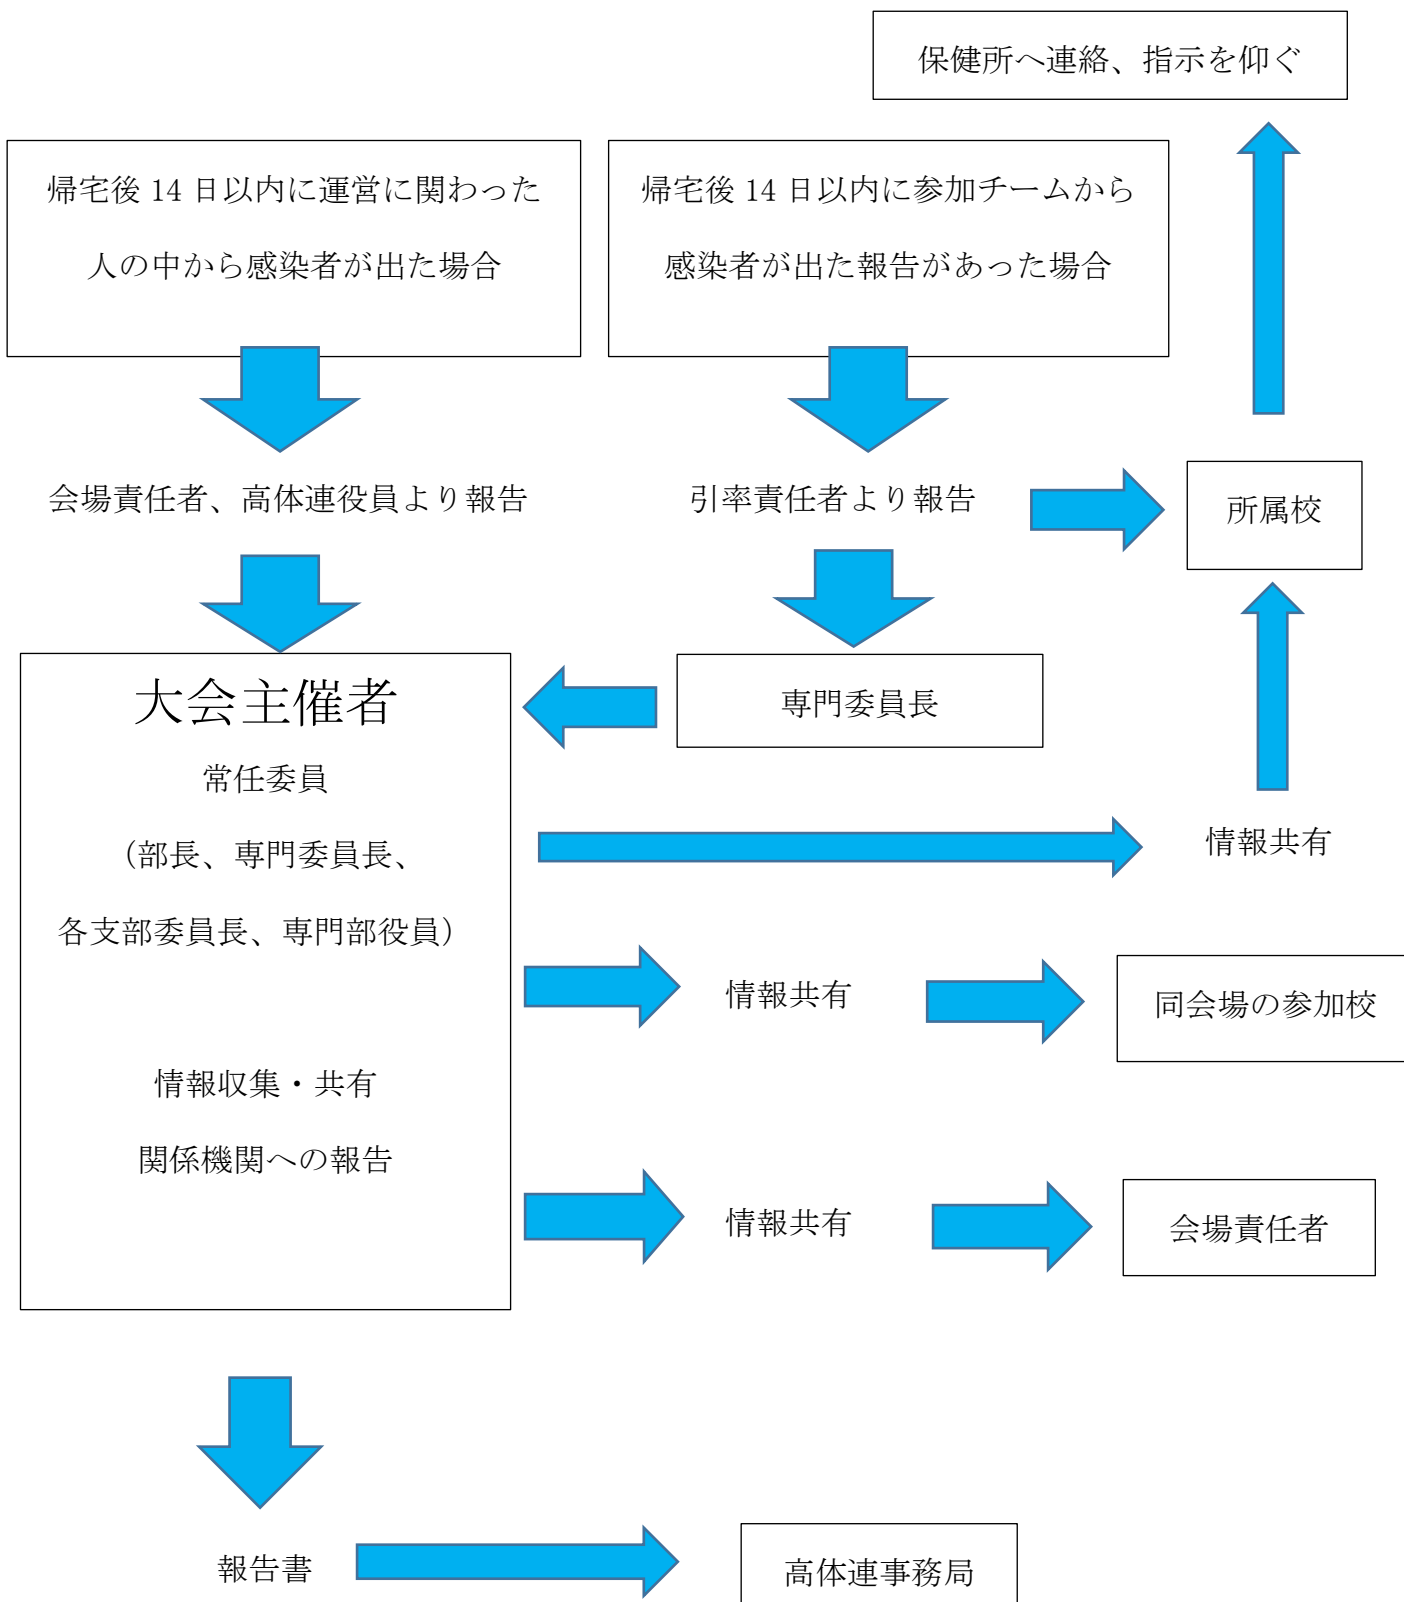 保健所へ連絡、指示を仰ぐ
帰宅後 14 日以内に運営に関わった
人の中から感染者が出た場合
帰宅後 14 日以内に参加チームから
感染者が出た報告があった場合
会場責任者、高体連役員より報告
引率責任者より報告
所属校
大会主催者
常任委員
（部長、専門委員長、
各支部委員長、専門部役員）
情報収集・共有
関係機関への報告
専門委員長
情報共有
情報共有
同会場の参加校
情報共有
会場責任者
報告書
高体連事務局